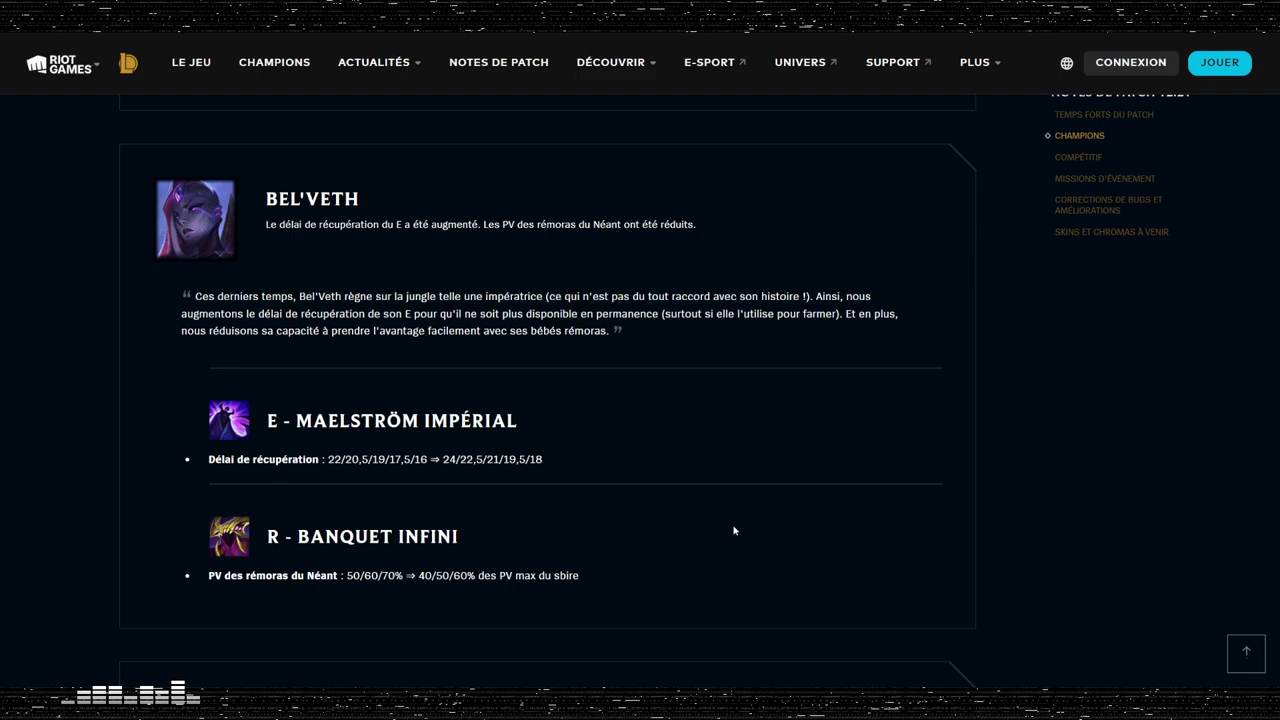 RIOT GAMES
LE JEU
CHAMPIONS
ACTUALITÉS
NOTES DE PATCH
DÉCOUVRIR
E-SPORT
UNIVERS
SUPPORT
PLUS
CONNEXION
JOUER
TEMPS FORTS DU PATCH
CHAMPIONS
COMPÉTITIF
MISSIONS D'ÉVÉNEMENT
CORRECTIONS DE BUGS ET
AMÉLIORATIONS
SKINS ET CHROMAS À VENIR
BEL'VETH
Le délai de récupération du E a été augmenté. Les PV des rémoras du Néant ont été réduits.
“ Ces derniers temps, Bel'Veth règne sur la jungle telle une impératrice (ce qui n'est pas du tout raccord avec son histoire !). Ainsi, nous
augmentons le délai de récupération de son E pour qu'il ne soit plus disponible en permanence (surtout si elle l'utilise pour farmer). Et en plus,
nous réduisons sa capacité à prendre l'avantage facilement avec ses bébés rémoras. ”
E - MAELSTRÖM IMPÉRIAL
• Délai de récupération : 22/20,5/19/17,5/16 ⇒ 24/22,5/21/19,5/18
R - BANQUET INFINI
• PV des rémoras du Néant : 50/60/70% ⇒ 40/50/60% des PV max du sbire